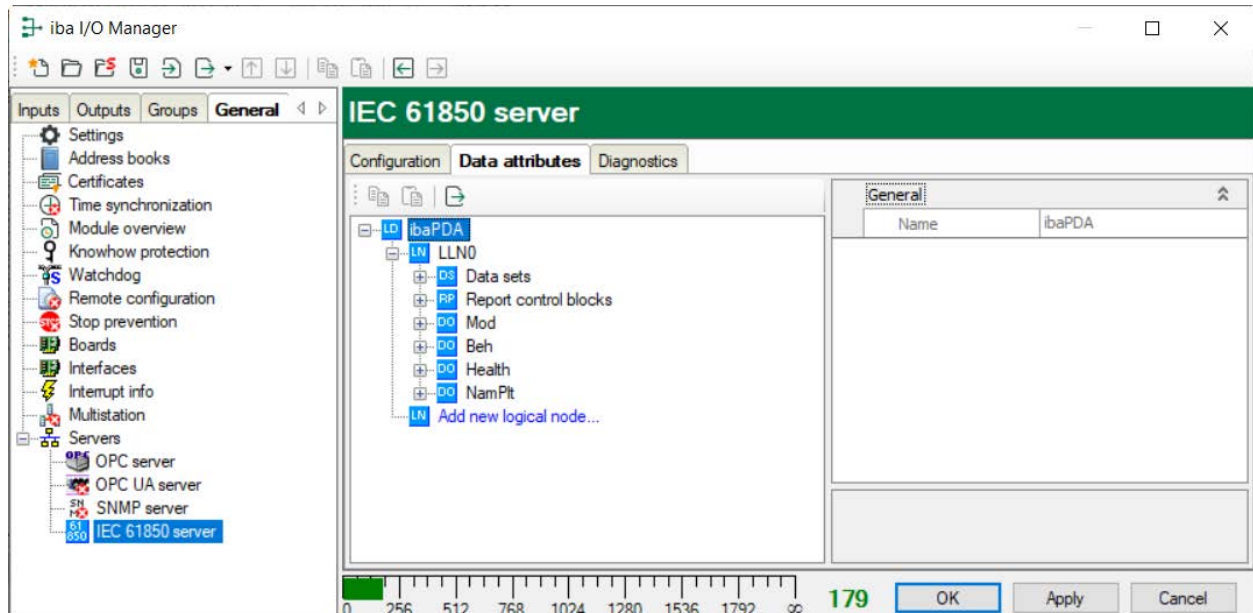 iba I/O Manager
Inputs Outputs Groups General
Settings
Address books
Certificates
Time synchronization
Module overview
Knowhow protection
Watchdog
Remote configuration
Stop prevention
Boards
Interfaces
Interrupt info
Multistation
Servers
OPC server
OPC UA server
SNMP server
IEC 61850 server
IEC 61850 server
Configuration Data attributes Diagnostics
LD ibaPDA
LN LLN0
DS Data sets
RP Report control blocks
DO Mod
DO Beh
DO Health
DO NamPlt
LN Add new logical node...
General
Name ibaPDA
0 256 512 768 1024 1280 1536 1792 ∞
179 OK Apply Cancel